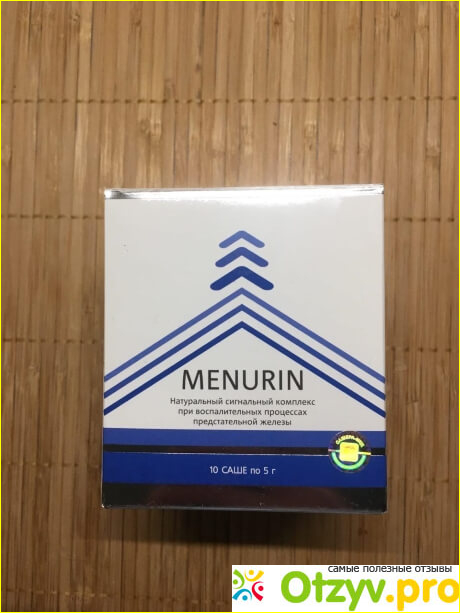 MENURIN
Натуральный сигнальный комплекс
при воспалительных процессах
предстательной железы
10 САШЕ по 5 г
самые полезные отзывы
Otzyv.pro